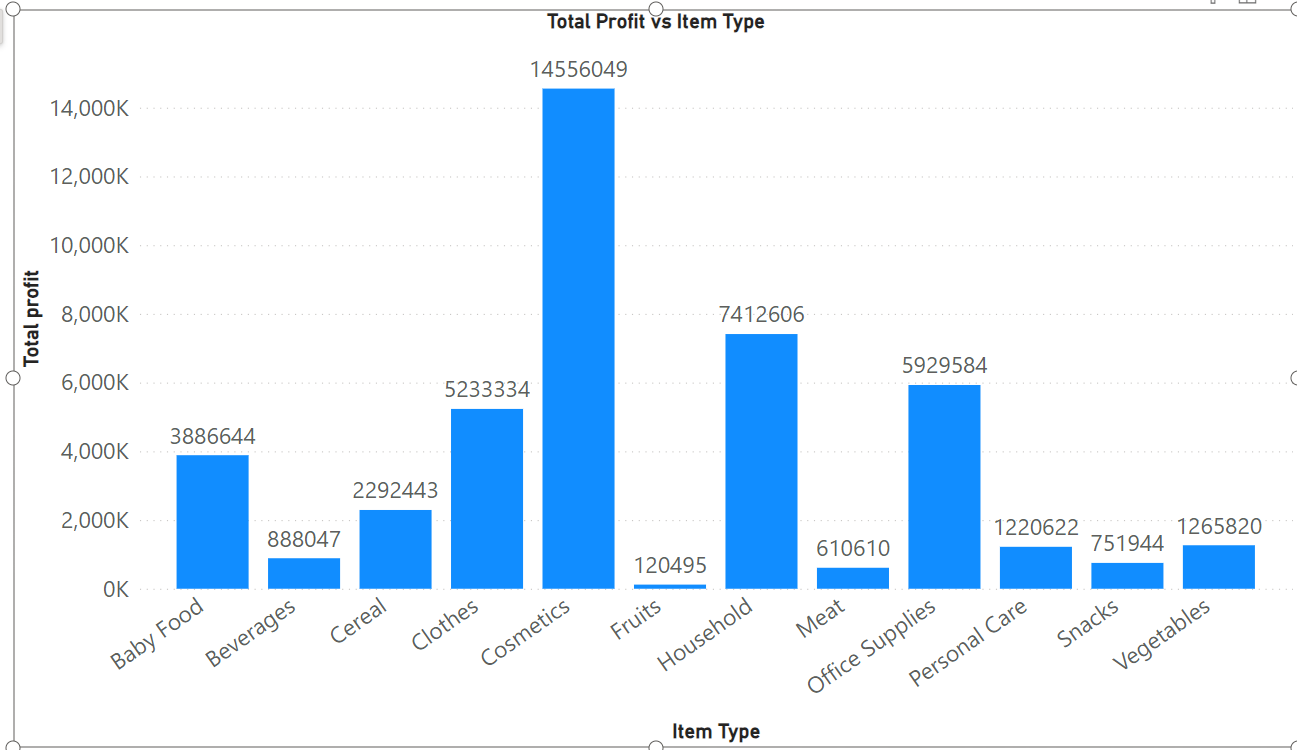 Total Profit vs Item Type
14556049
14,000K
12,000K
10,000K
8,000K
7412606
6,000K
5929584
5233334
4,000K
3886644
2292443
2,000K
888047
120495
610610
1220622
751944
1265820
0K
Total profit
Baby Food
Beverages
Cereal
Clothes
Cosmetics
Fruits
Household
Meat
Office Supplies
Personal Care
Snacks
Vegetables
Item Type